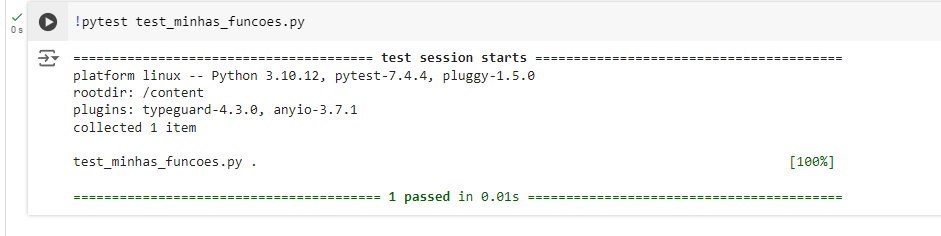 0 s
!pytest test_minhas_funcoes.py
======================================= test session starts ========================================
platform linux -- Python 3.10.12, pytest-7.4.4, pluggy-1.5.0
rootdir: /content
plugins: typeguard-4.3.0, anyio-3.7.1
collected 1 item
test_minhas_funcoes.py . [100%]
======================================== 1 passed in 0.01s =========================================